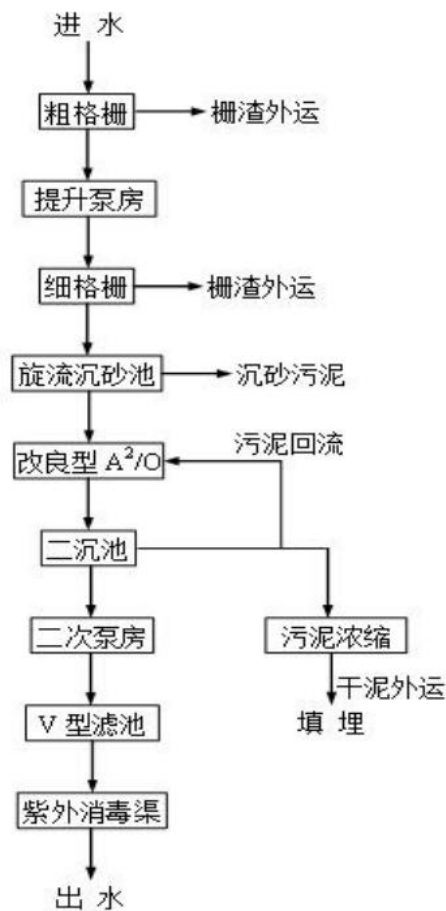 进 水
粗格栅
栅渣外运
提升泵房
细格栅
栅渣外运
旋流沉砂池
沉砂污泥
污泥回流
改良型 A²/O
二沉池
二次泵房
污泥浓缩
干泥外运
V 型滤池
填 埋
紫外消毒渠
出 水